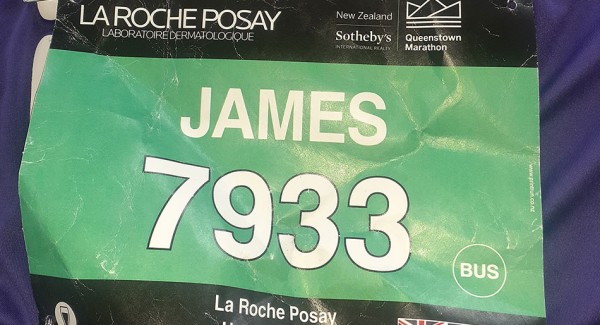 LA ROCHE POSAY
LABORATOIRE DERMATOLOGIQUE
New Zealand
Sotheby's
INTERNATIONAL REALTY
Queenstown
Marathon
JAMES
7933
BUS
La Roche Posay